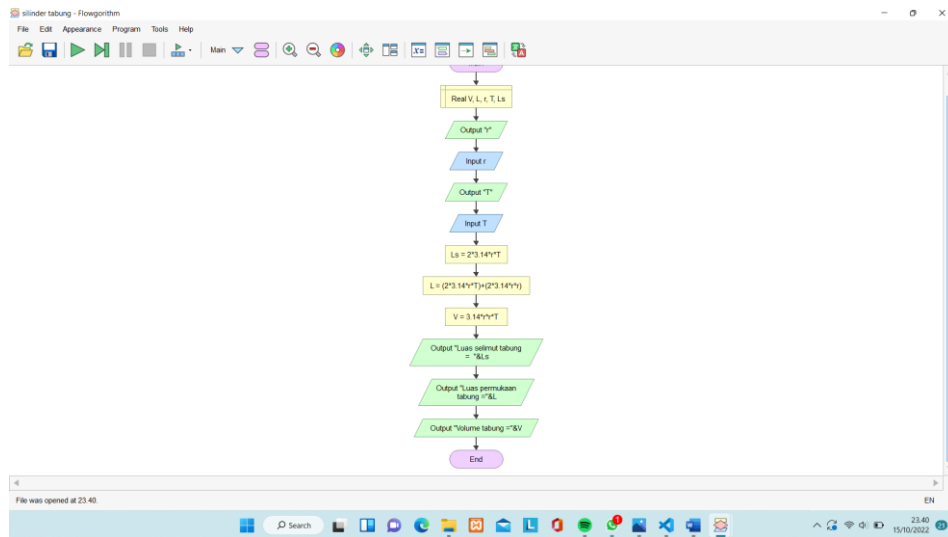 silinder tabung - Flowgorithm
File Edit Appearance Program Tools Help
Main
Real V, L, r, T, Ls
Output "r"
Input r
Output "T"
Input T
Ls = 2*3.14*r*T
L = (2*3.14*r*T)+(2*3.14*r*r)
V = 3.14*r*r*T
Output "Luas selimut tabung
= "&Ls
Output "Luas permukaan
tabung ="&L
Output "Volume tabung ="&V
End
File was opened at 23.40.
EN
Search
23.40
15/10/2022